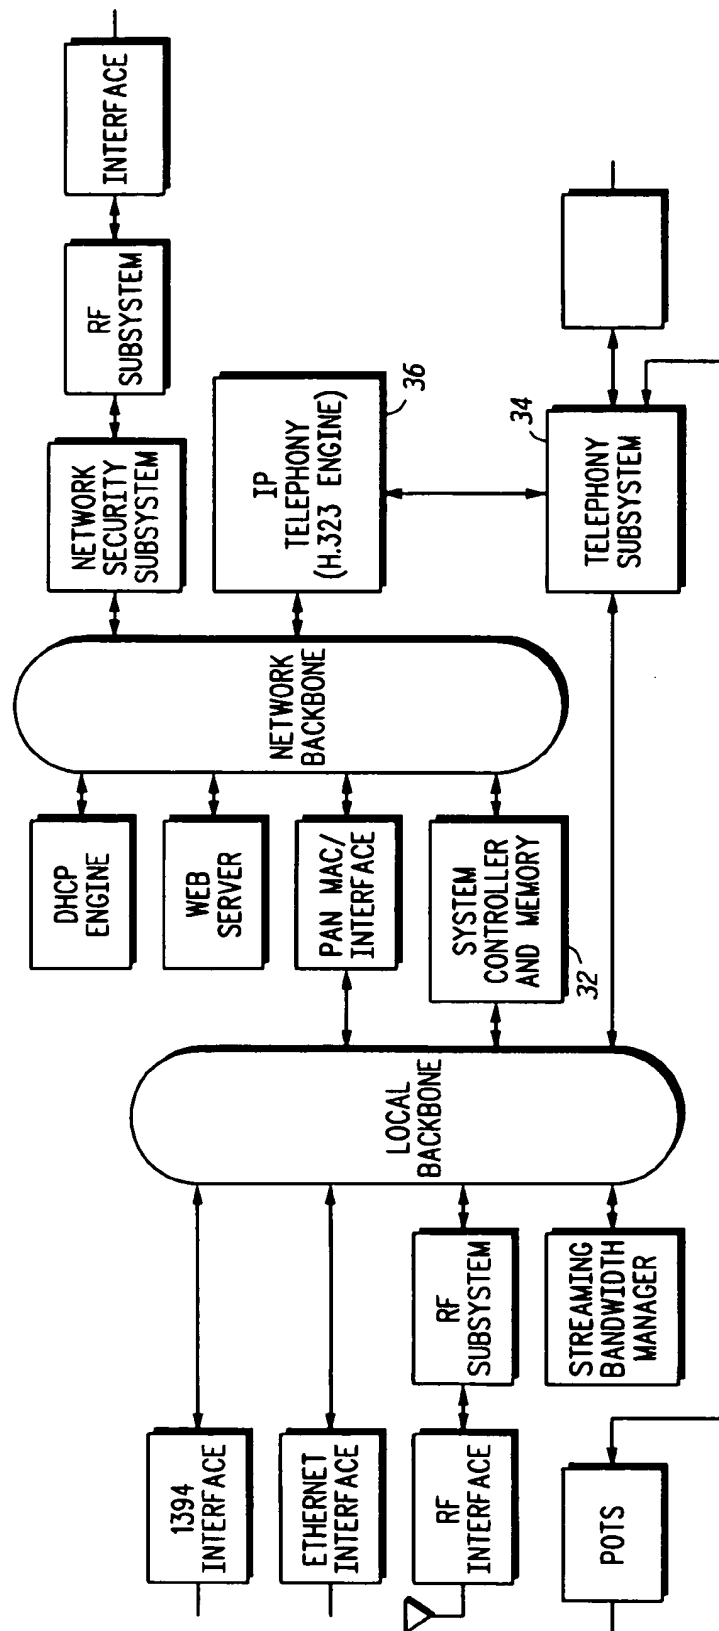 1394
INTERFACE
ETHERNET
INTERFACE
RF
INTERFACE
POTS
RF
SUBSYSTEM
STREAMING
BANDWIDTH
MANAGER
LOCAL
BACKBONE
DHCP
ENGINE
WEB
SERVER
PAN MAC/
INTERFACE
SYSTEM
CONTROLLER
AND MEMORY
32
NETWORK
BACKBONE
NETWORK
SECURITY
SUBSYSTEM
RF
SUBSYSTEM
INTERFACE
IP
TELEPHONY
(H.323 ENGINE)
36
TELEPHONY
SUBSYSTEM
34